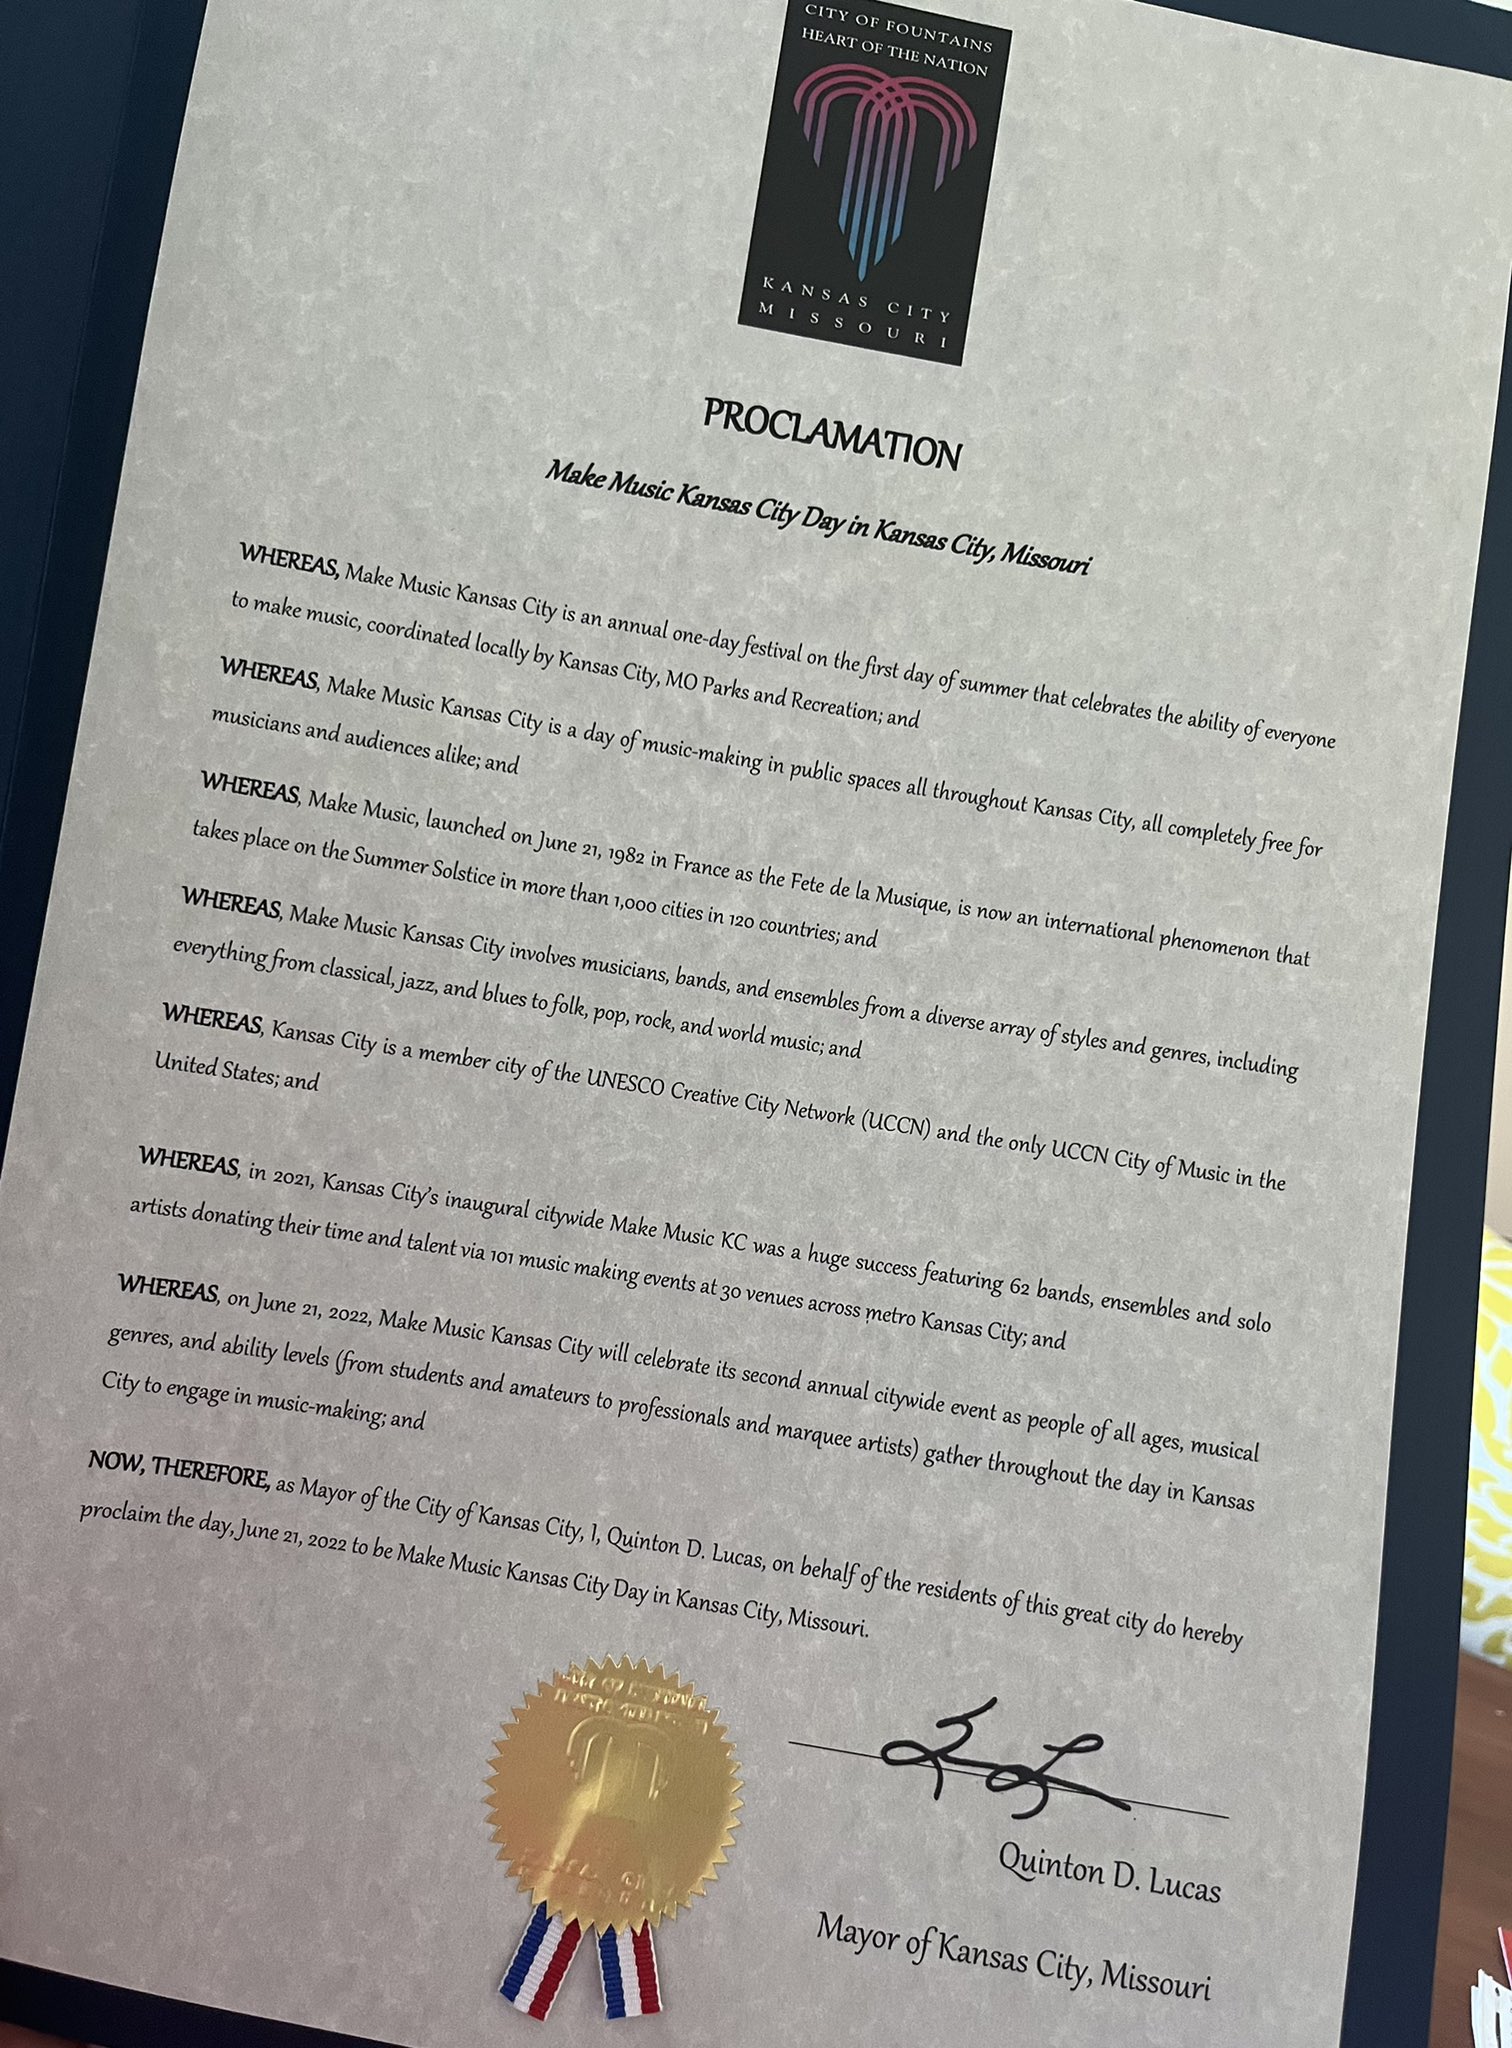 CITY OF FOUNTAINS
HEART OF THE NATION
KANSAS CITY
MISSOURI
PROCLAMATION
Make Music Kansas City Day in Kansas City, Missouri
WHEREAS, Make Music Kansas City is an annual one-day festival on the first day of summer that celebrates the ability of everyone
to make music, coordinated locally by Kansas City, MO Parks and Recreation; and
WHEREAS, Make Music Kansas City is a day of music-making in public spaces all throughout Kansas City, all completely free for
musicians and audiences alike; and
WHEREAS, Make Music, launched on June 21, 1982 in France as the Fete de la Musique, is now an international phenomenon that
takes place on the Summer Solstice in more than 1,000 cities in 120 countries; and
WHEREAS, Make Music Kansas City involves musicians, bands, and ensembles from a diverse array of styles and genres, including
everything from classical, jazz, and blues to folk, pop, rock, and world music; and
WHEREAS, Kansas City is a member city of the UNESCO Creative City Network (UCCN) and the only UCCN City of Music in the
United States; and
WHEREAS, in 2021, Kansas City's inaugural citywide Make Music KC was a huge success featuring 62 bands, ensembles and solo
artists donating their time and talent via 101 music making events at 30 venues across metro Kansas City; and
WHEREAS, on June 21, 2022, Make Music Kansas City will celebrate its second annual citywide event as people of all ages, musical
genres, and ability levels (from students and amateurs to professionals and marquee artists) gather throughout the day in Kansas
City to engage in music-making; and
NOW, THEREFORE, as Mayor of the City of Kansas City, I, Quinton D. Lucas, on behalf of the residents of this great city do hereby
proclaim the day, June 21, 2022 to be Make Music Kansas City Day in Kansas City, Missouri.
Quinton D. Lucas
Mayor of Kansas City, Missouri